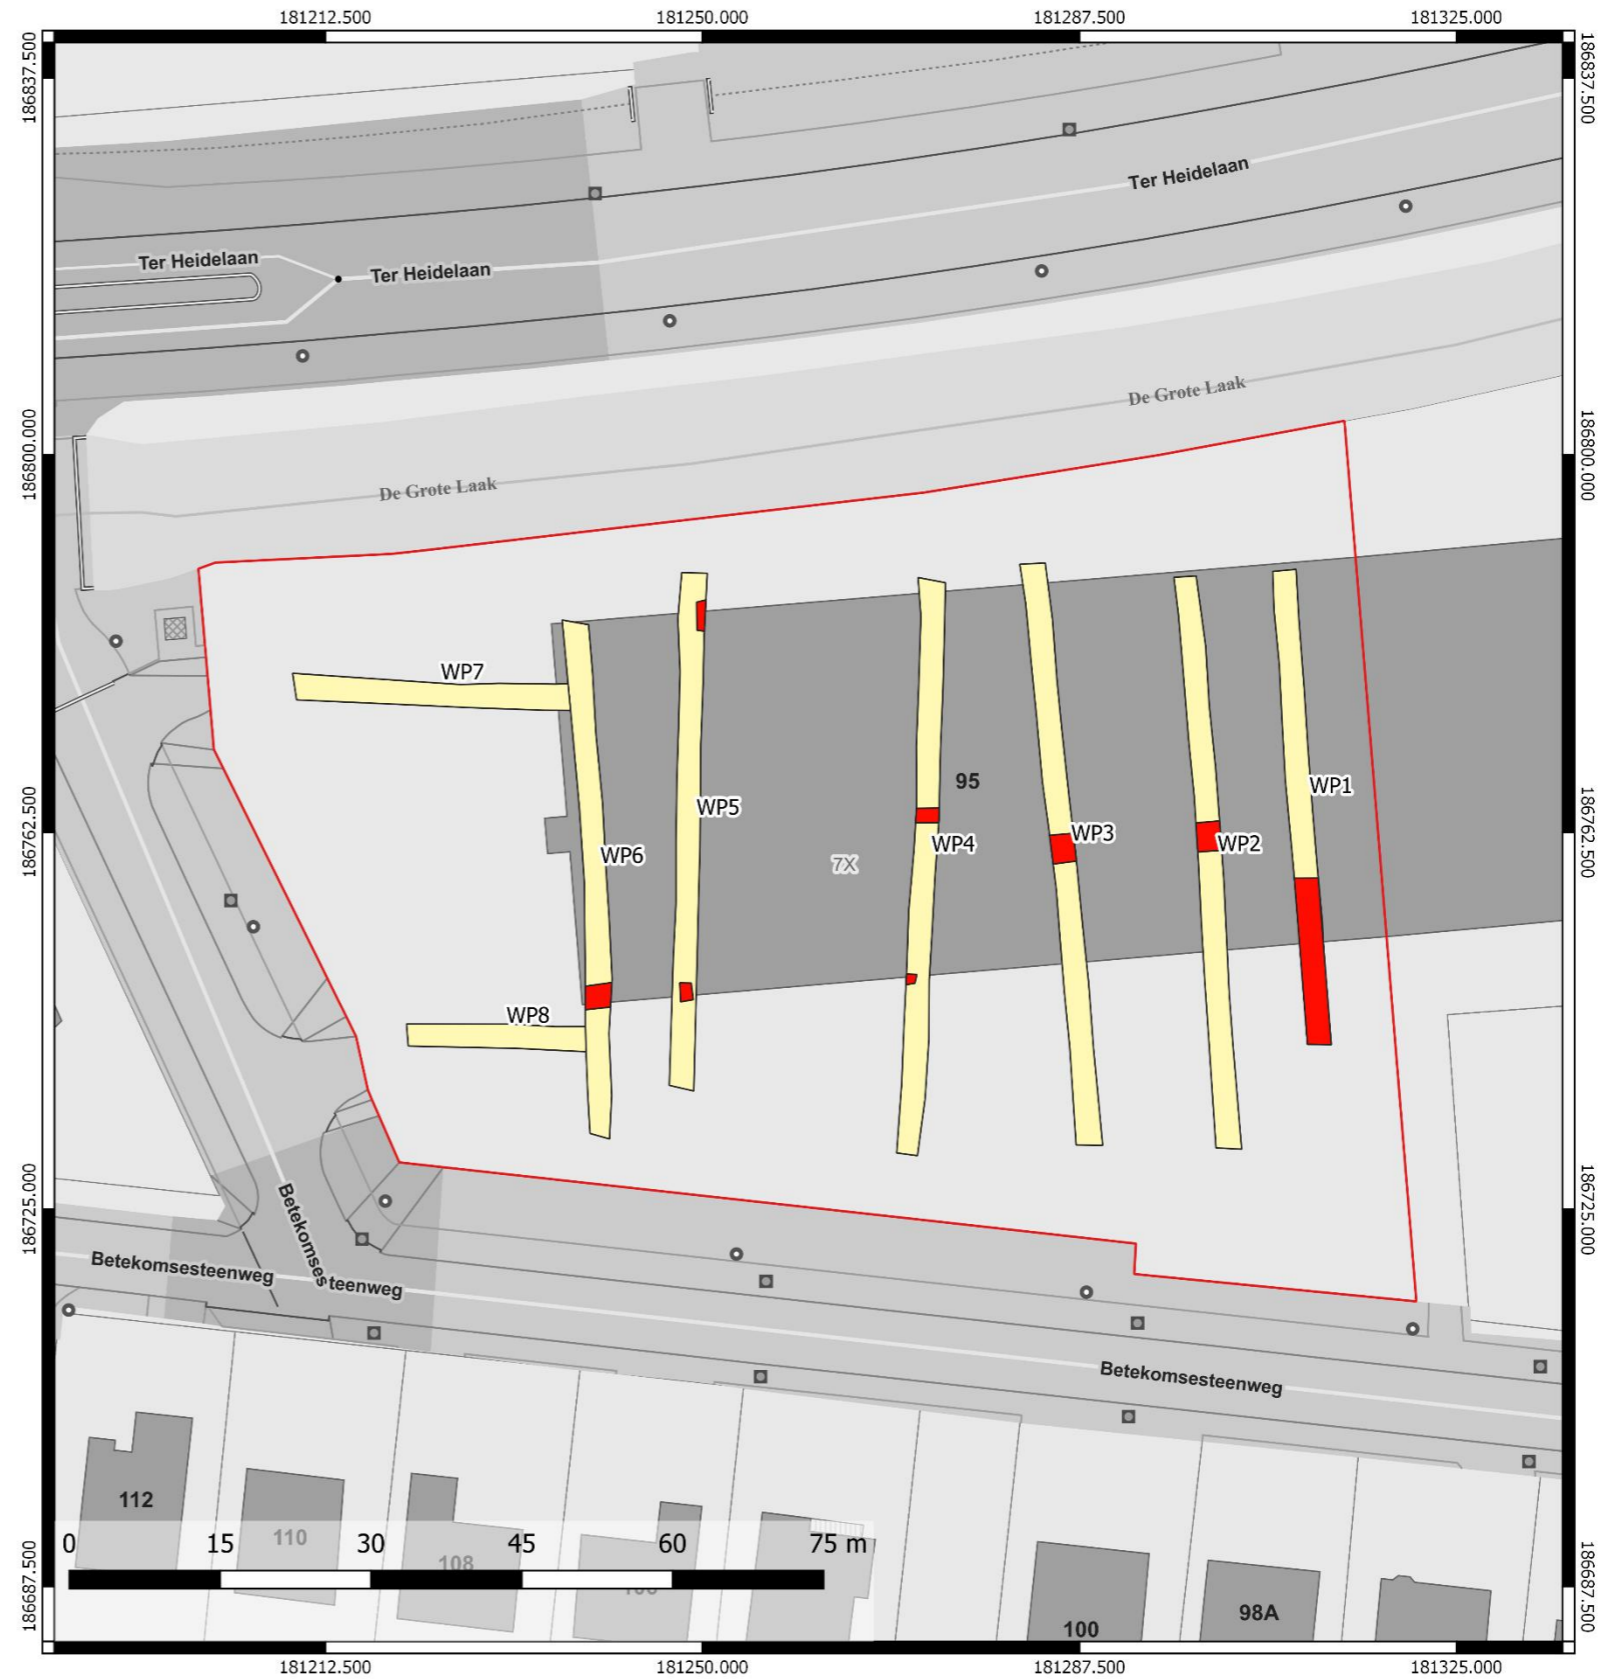 181212.500 181250.000 181287.500 181325.000
186837.500
186837.500
Ter Heidelaan
Ter Heidelaan
Ter Heidelaan
De Grote Laak
186800.000
186800.000
De Grote Laak
WP7
95
WP1
WP5
186762.500
186762.500
WP3
WP4
WP2
WP6
7X
WP8
186725.000
186725.000
Betekomsesteenweg
Betekomsesteenweg
Betekomsesteenweg
112
110
108
0 15 30 45 60 75 m
186687.500
186687.500
98A
100
181212.500 181250.000 181287.500 181325.000